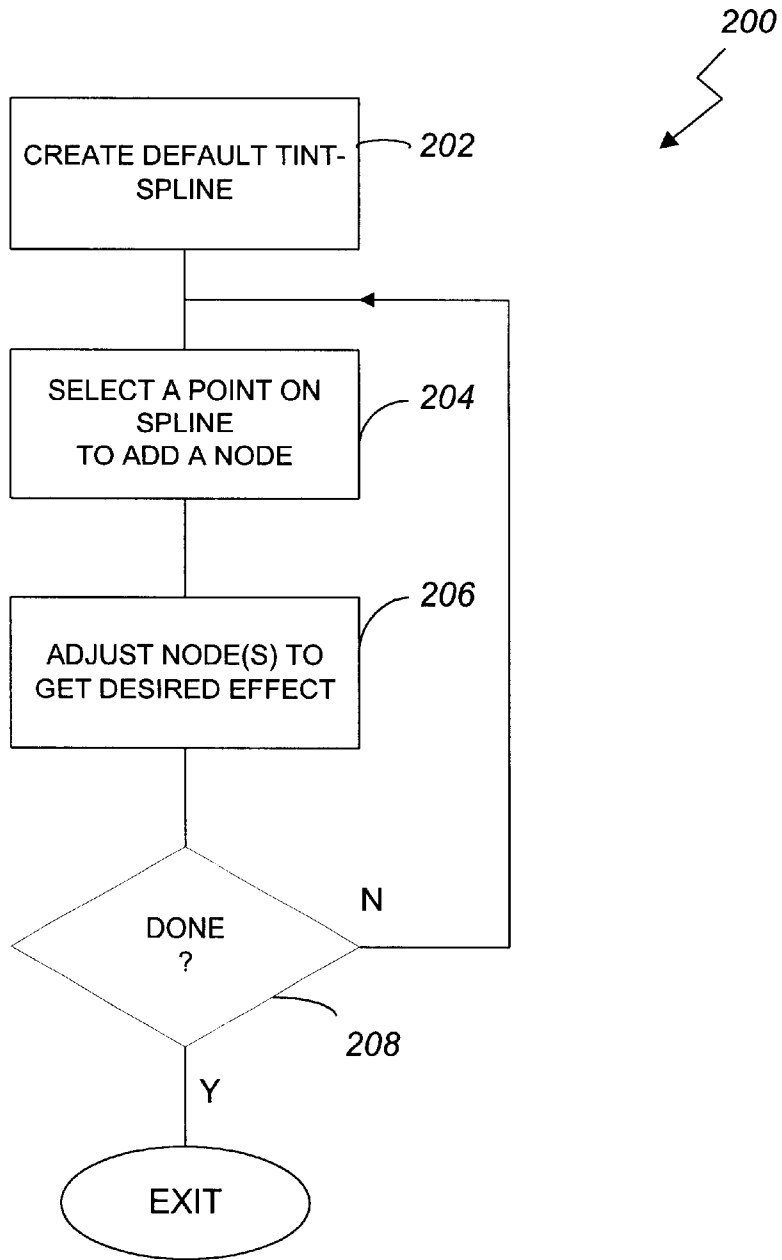 200
CREATE DEFAULT TINT-
SPLINE
202
SELECT A POINT ON
SPLINE
TO ADD A NODE
204
206
ADJUST NODE(S) TO
GET DESIRED EFFECT
N
DONE
?
208
Y
EXIT